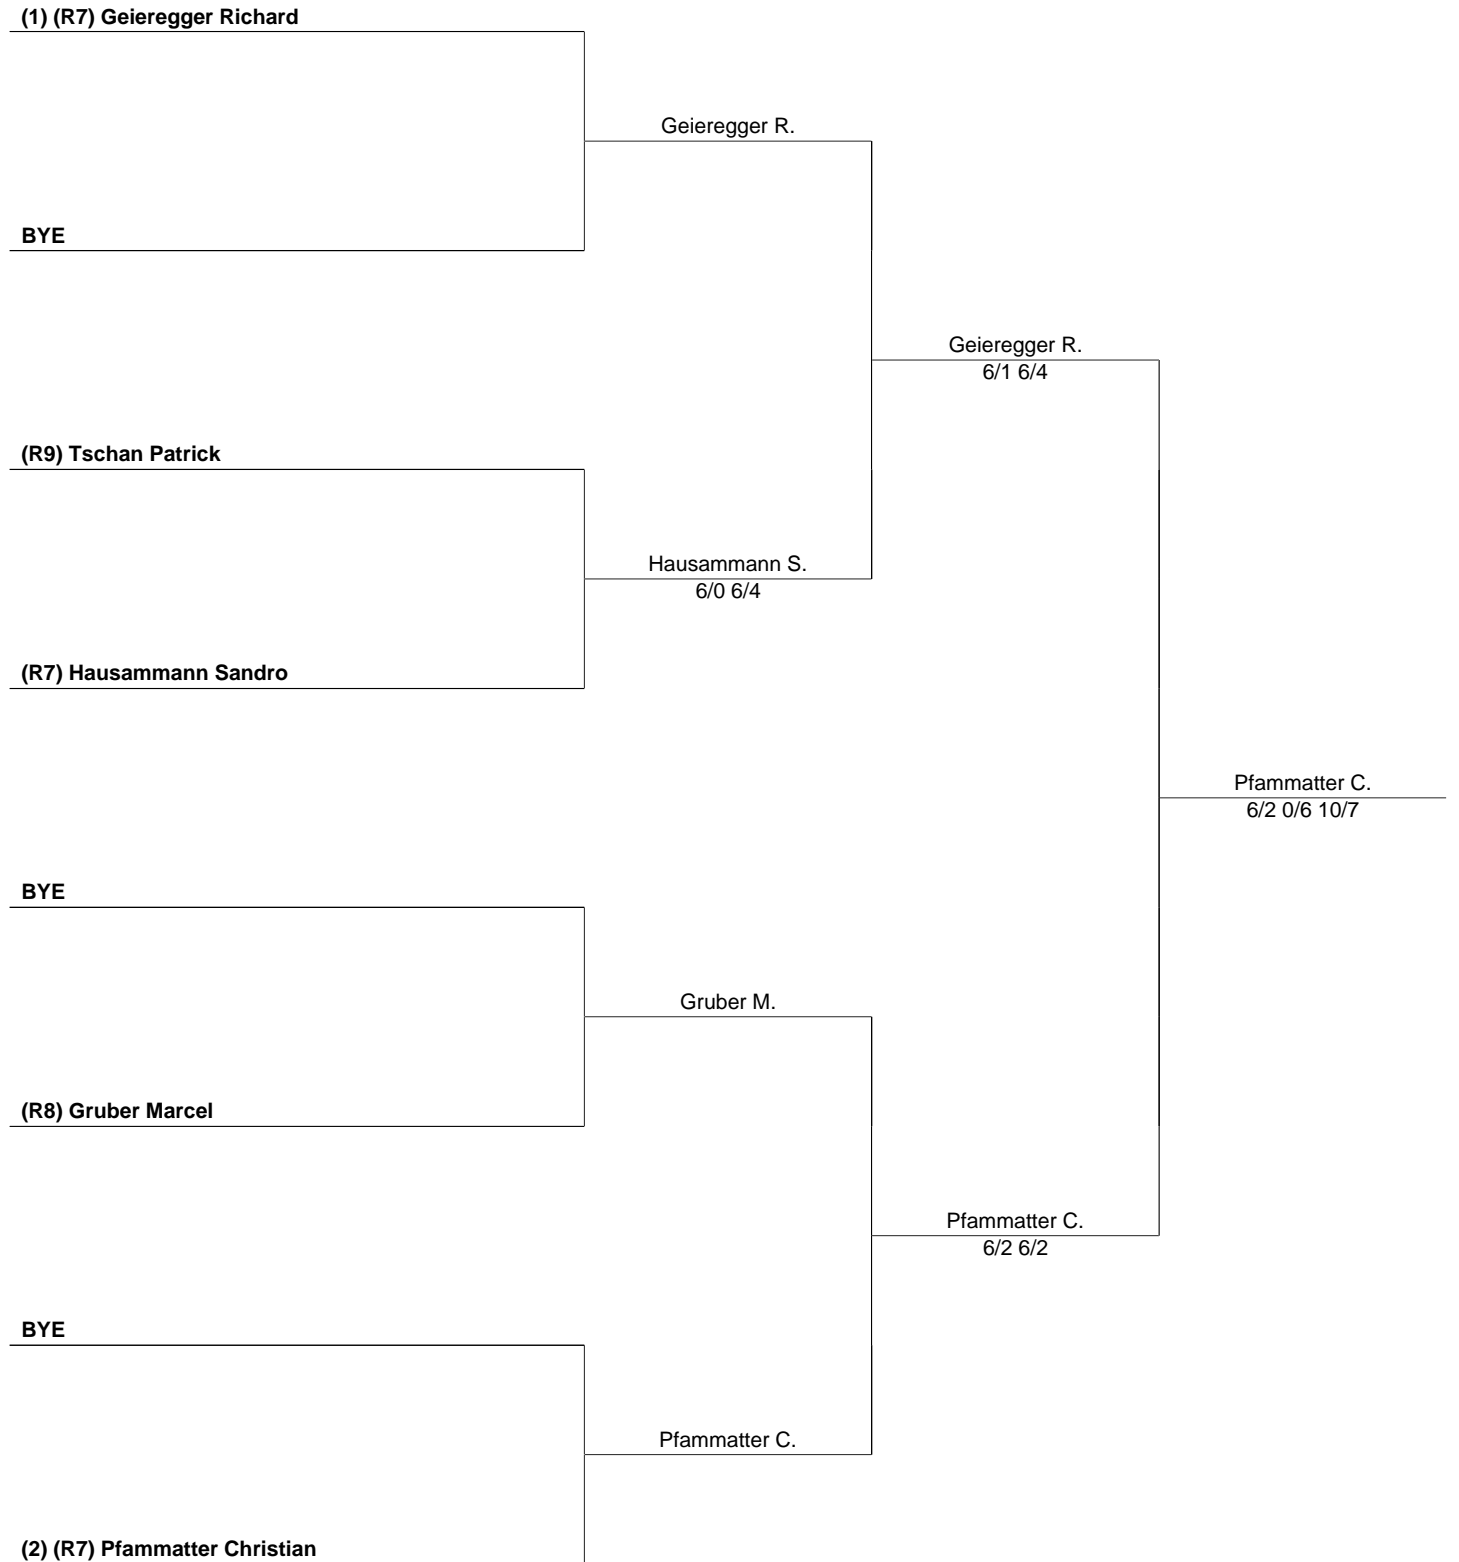 (1) (R7) Geieregger Richard
Geieregger R.
BYE
Geieregger R.
6/1 6/4
(R9) Tschan Patrick
Hausammann S.
6/0 6/4
(R7) Hausammann Sandro
Pfammatter C.
6/2 0/6 10/7
BYE
Gruber M.
(R8) Gruber Marcel
Pfammatter C.
6/2 6/2
BYE
Pfammatter C.
(2) (R7) Pfammatter Christian